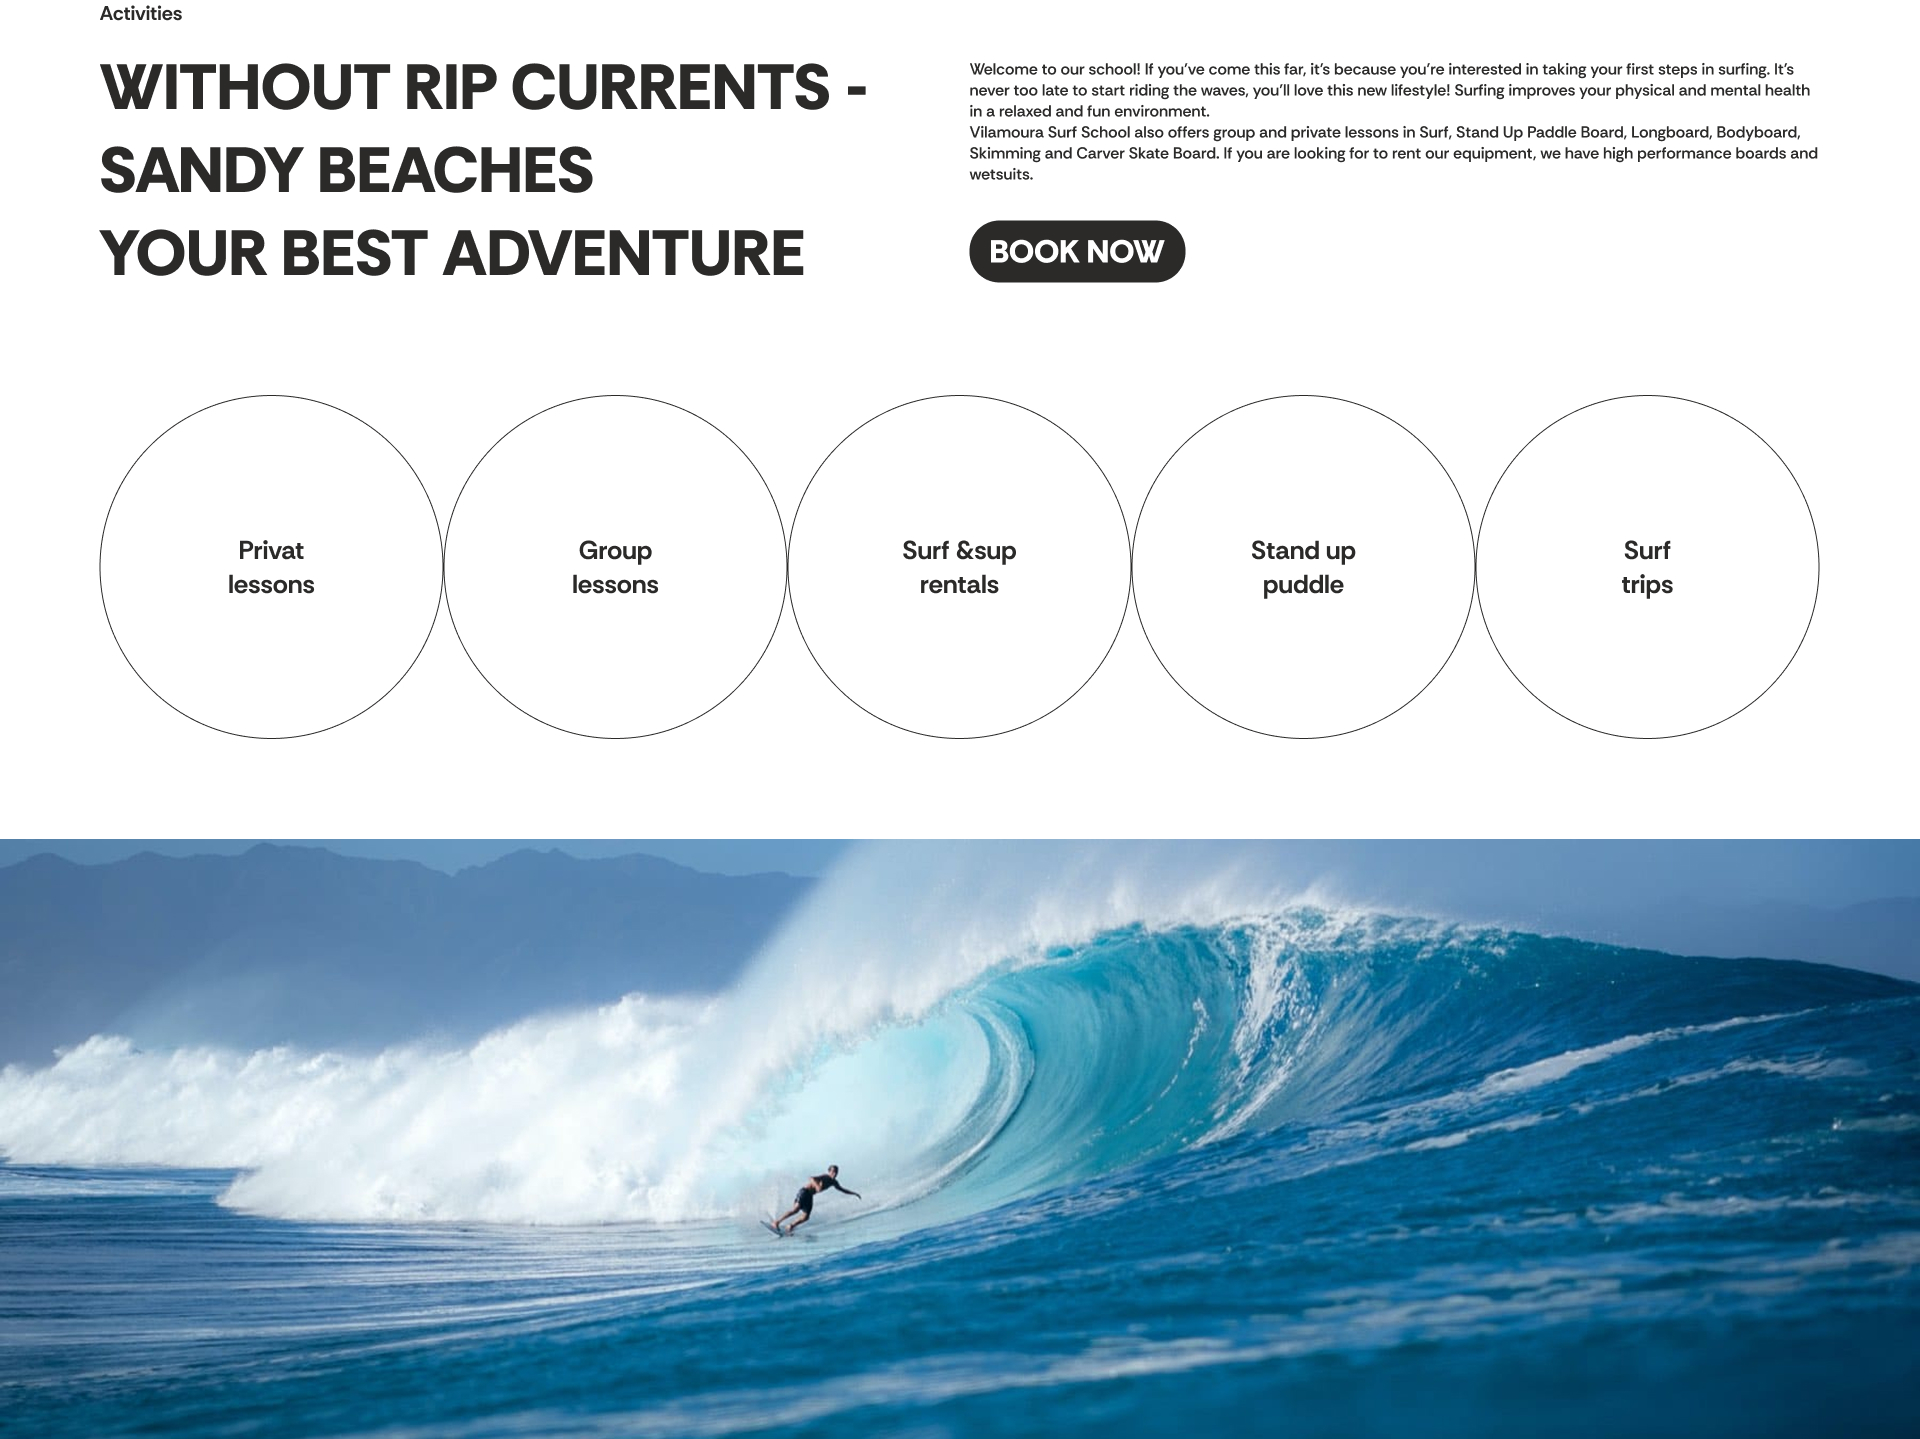 Activities
WITHOUT RIP CURRENTS -
SANDY BEACHES
YOUR BEST ADVENTURE
Welcome to our school! If you've come this far, it's because you're interested in taking your first steps in surfing. It's
never too late to start riding the waves, you'll love this new lifestyle! Surfing improves your physical and mental health
in a relaxed and fun environment.
Vilamoura Surf School also offers group and private lessons in Surf, Stand Up Paddle Board, Longboard, Bodyboard,
Skimming and Carver Skate Board. If you are looking for to rent our equipment, we have high performance boards and
wetsuits.
BOOK NOW
Privat
lessons
Group
lessons
Surf &sup
rentals
Stand up
puddle
Surf
trips